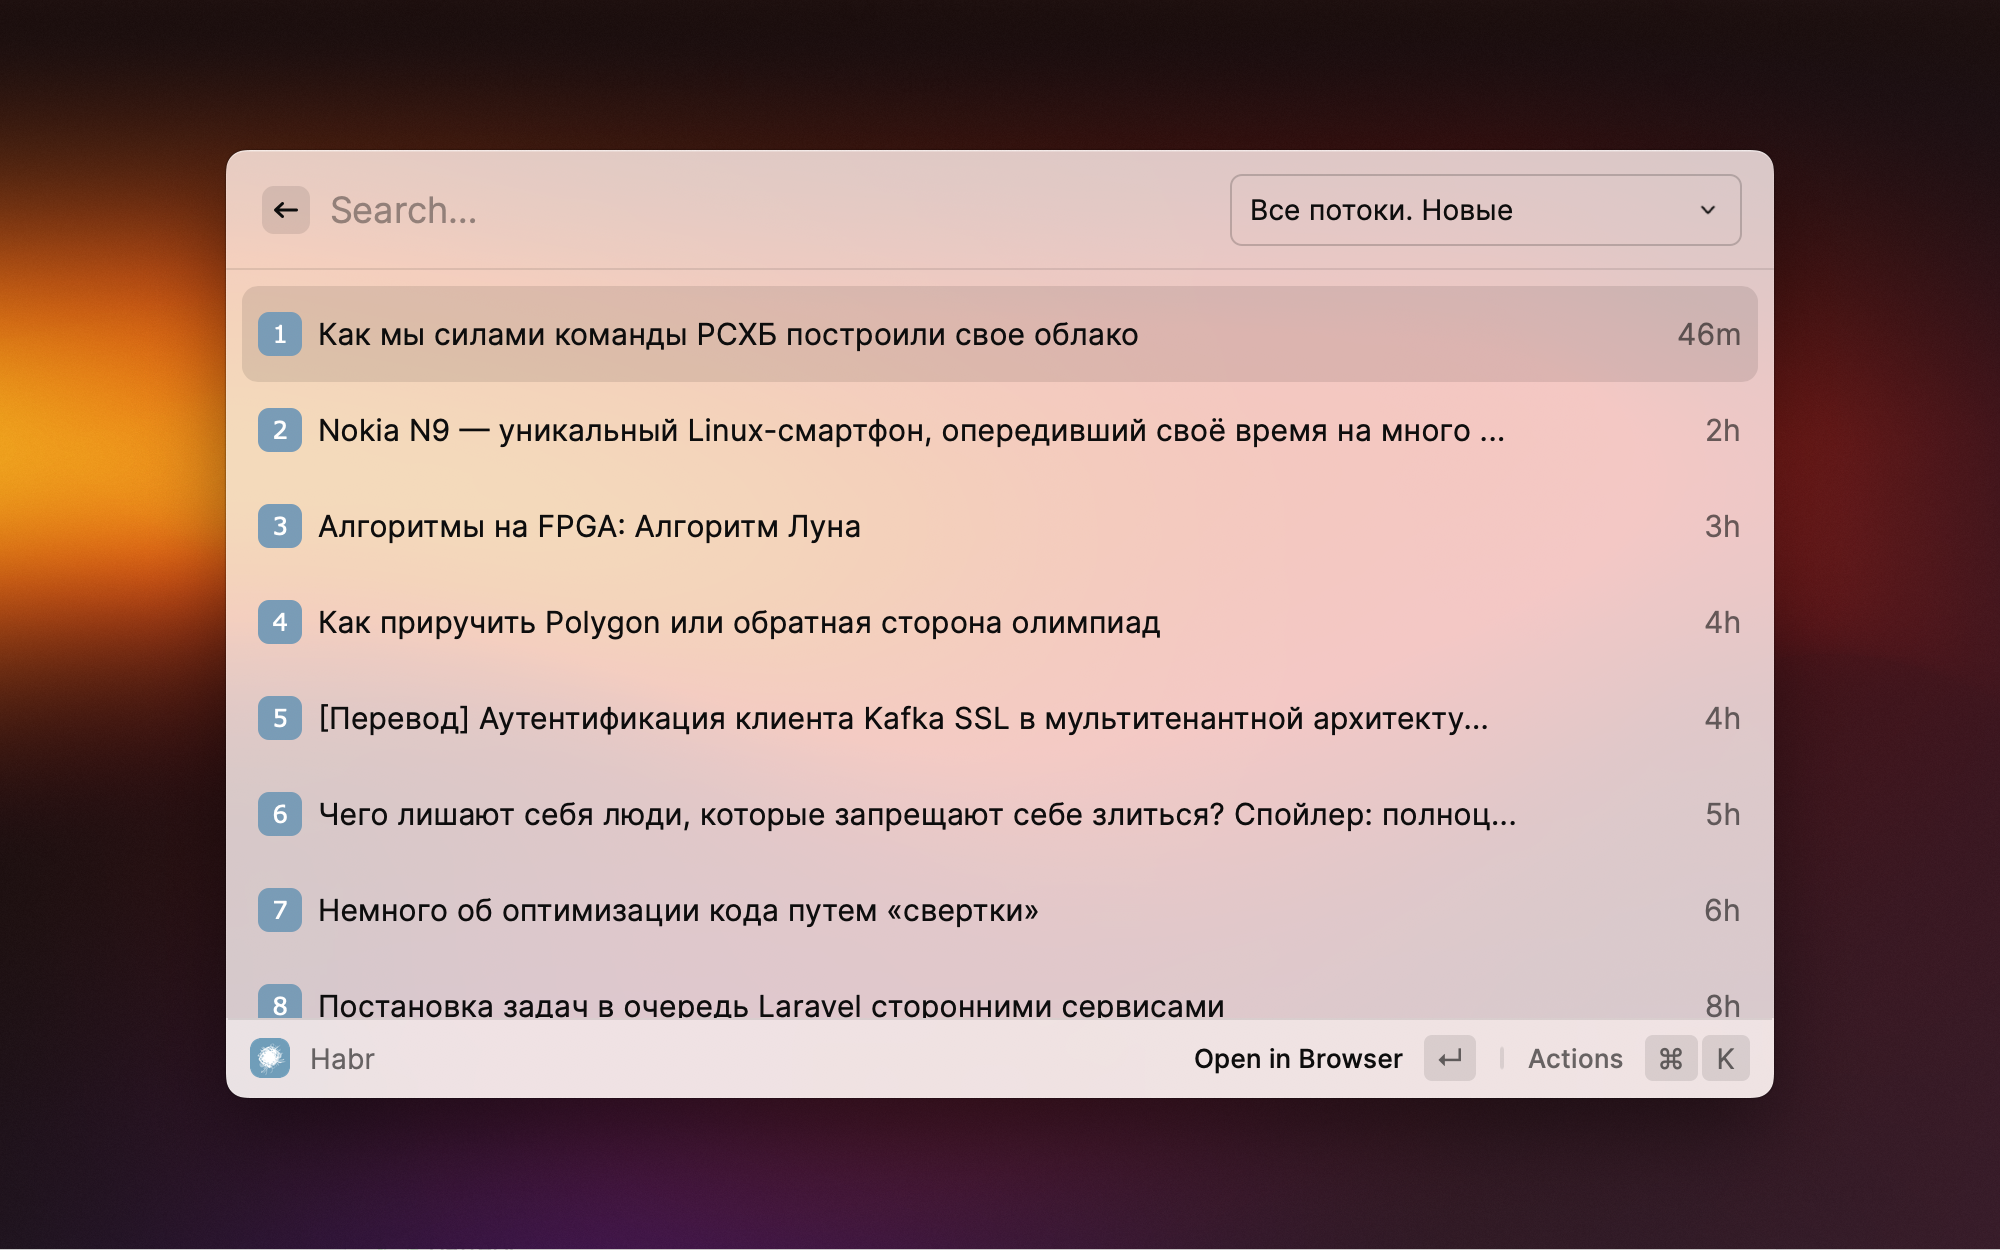 Search...
Все потоки. Новые
1 Как мы силами команды РСХБ построили свое облако 46m
2 Nokia N9 — уникальный Linux-смартфон, опередивший своё время на много ... 2h
3 Алгоритмы на FPGA: Алгоритм Луна 3h
4 Как приручить Polygon или обратная сторона олимпиад 4h
5 [Перевод] Аутентификация клиента Kafka SSL в мультитенантной архитекту... 4h
6 Чего лишают себя люди, которые запрещают себе злиться? Спойлер: полноц... 5h
7 Немного об оптимизации кода путем «свертки» 6h
8 Постановка задач в очередь Laravel сторонними сервисами 8h
Habr Open in Browser Actions ⌘ K